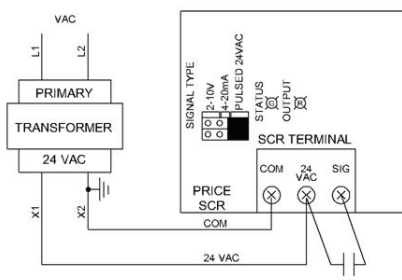 VAC
L1
L2
PRIMARY
TRANSFORMER
24 VAC
X1
X2
SIGNAL TYPE
2-10V
4-20mA
PULSED 24VAC
STATUS
OUTPUT
G
R
SCR TERMINAL
COM
24
VAC
SIG
PRICE
SCR
COM
24 VAC